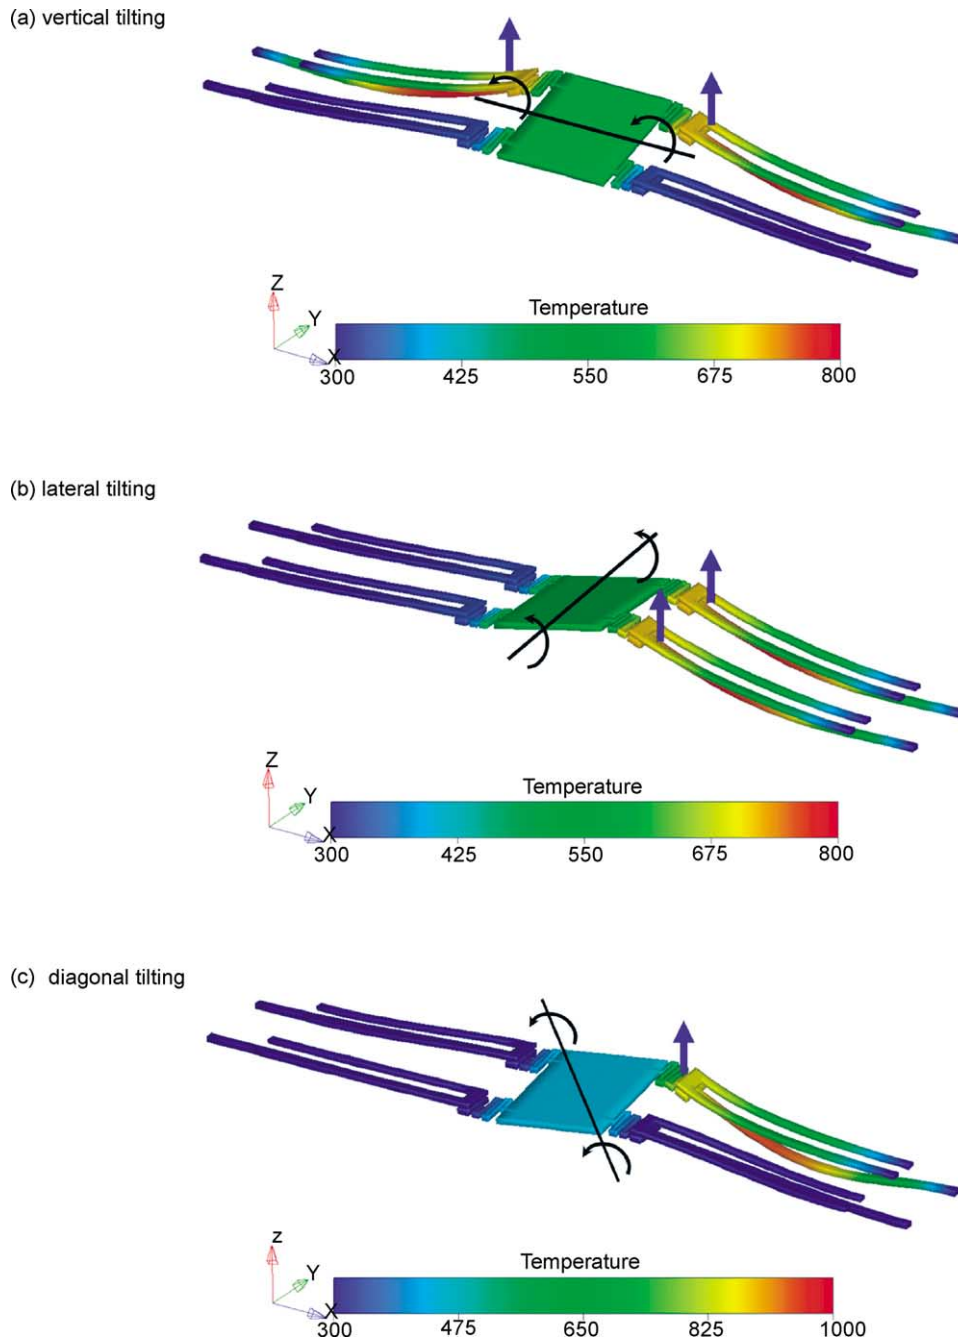 (a) vertical tilting
Z
Y
X
Temperature
300 425 550 675 800
(b) lateral tilting
Z
Y
X
Temperature
300 425 550 675 800
(c) diagonal tilting
z
Y
X
Temperature
300 475 650 825 1000